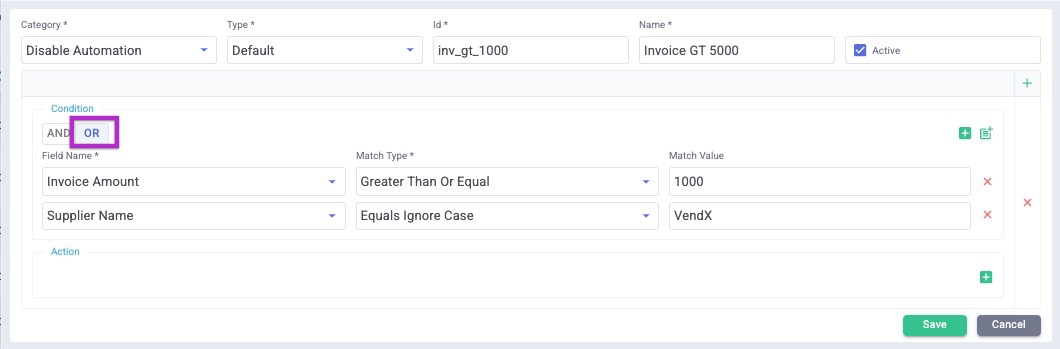 Category * Type * Id * Name *
Disable Automation Default inv_gt_1000 Invoice GT 5000 Active
Condition
AND OR
Field Name * Match Type * Match Value
Invoice Amount Greater Than Or Equal 1000
Supplier Name Equals Ignore Case VendX
Action
Save Cancel